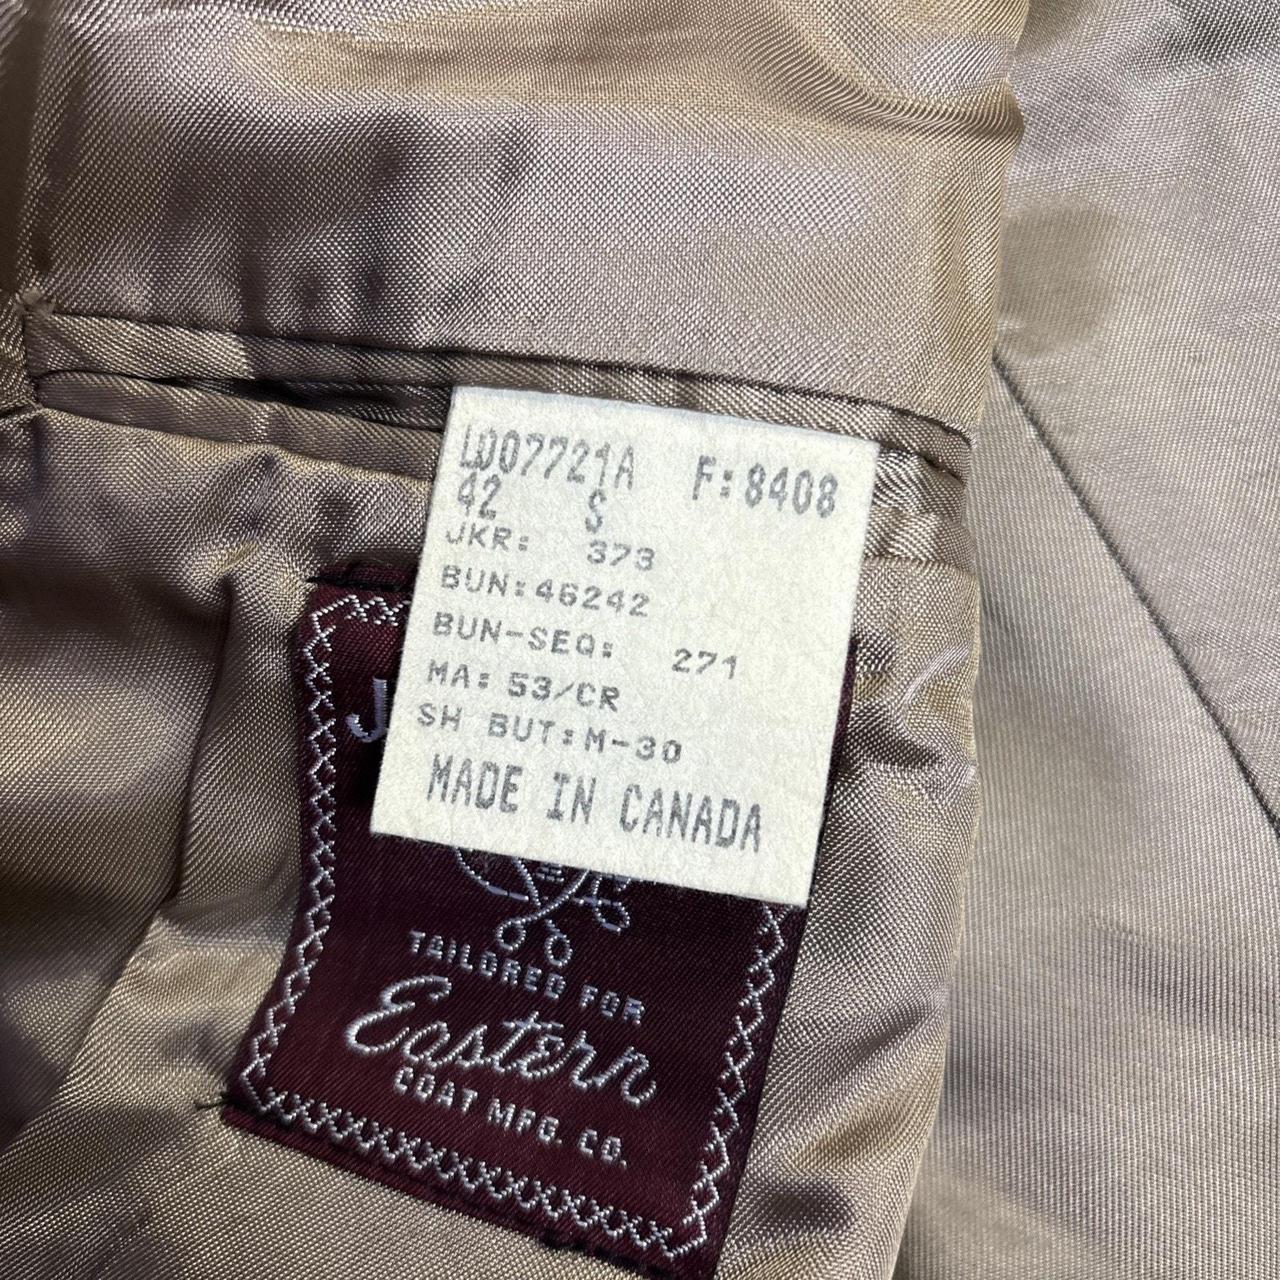 L007721A F:8408
42 S
JKR: 373
BUN:46242
BUN-SEQ: 271
MA: 53/CR
SH BUT:M-30
MADE IN CANADA
TAILORED FOR
Eastern
COAT MFG. CO.